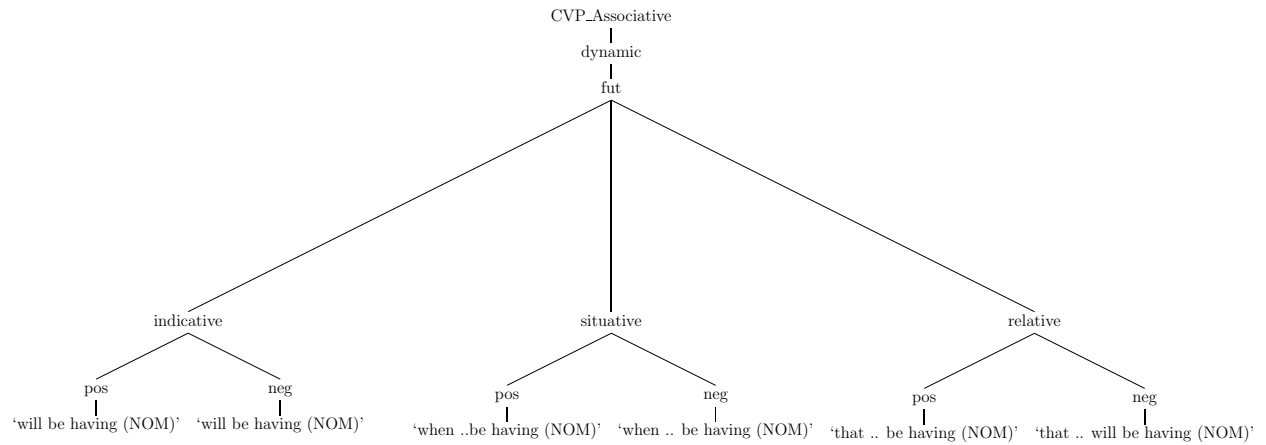 CVP_Associative
dynamic
fut
indicative situative relative
pos neg pos neg pos neg
‘will be having (NOM)’ ‘will be having (NOM)’ ‘when ..be having (NOM)’ ‘when .. be having (NOM)’ ‘that .. be having (NOM)’ ‘that .. will be having (NOM)’